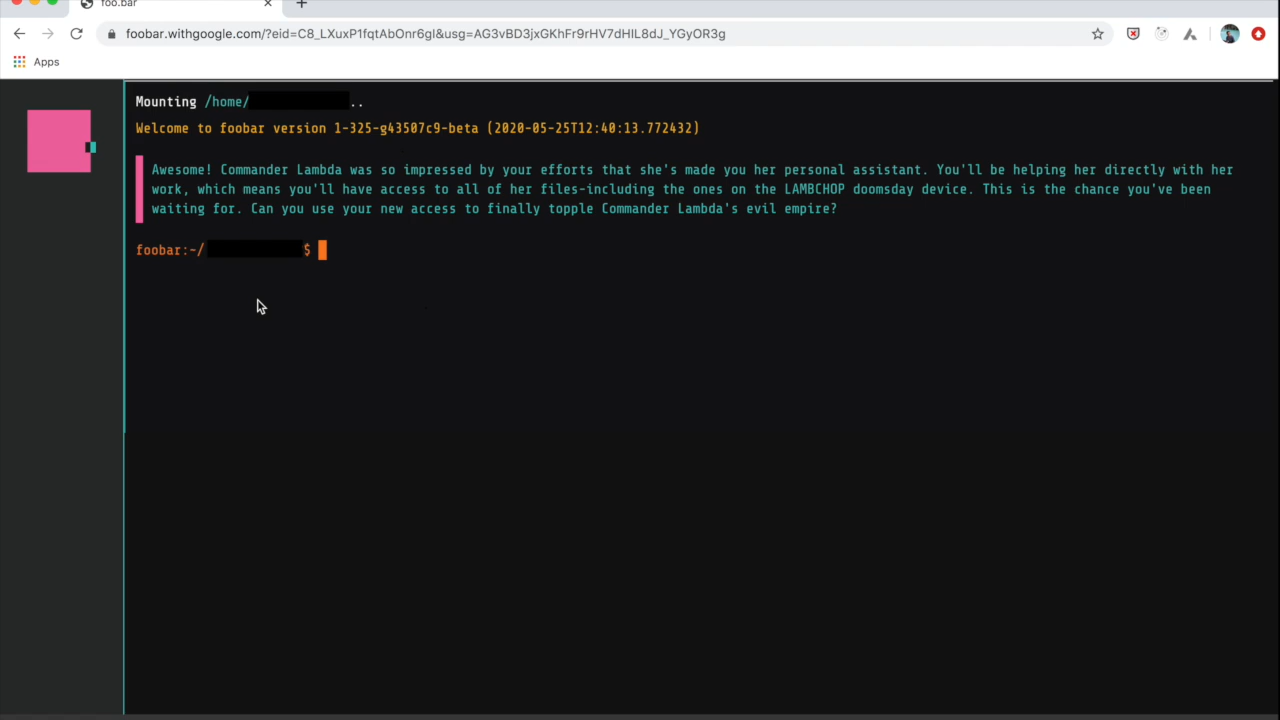 foo.bar
foobar.withgoogle.com/?eid=C8_LXuxP1fqtAbOnr6gI&usg=AG3vBD3jxGKhFr9rHV7dHIL8dJ_YGyOR3g
Apps
Mounting /home/ ..
Welcome to foobar version 1-325-g43507c9-beta (2020-05-25T12:40:13.772432)
Awesome! Commander Lambda was so impressed by your efforts that she's made you her personal assistant. You'll be helping her directly with her
work, which means you'll have access to all of her files-including the ones on the LAMBCHOP doomsday device. This is the chance you've been
waiting for. Can you use your new access to finally topple Commander Lambda's evil empire?
foobar:~/ $